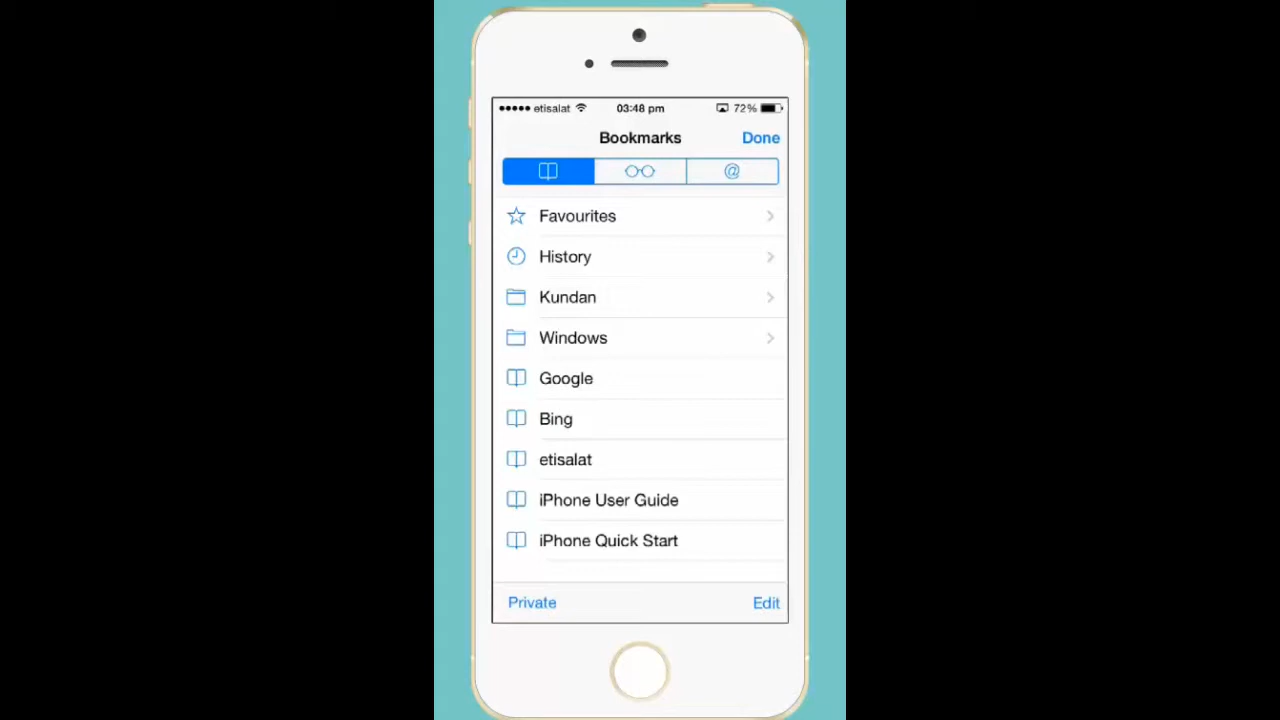 etisalat 03:48 pm 72%
Bookmarks Done
@
Favourites
History
Kundan
Windows
Google
Bing
etisalat
iPhone User Guide
iPhone Quick Start
Private Edit